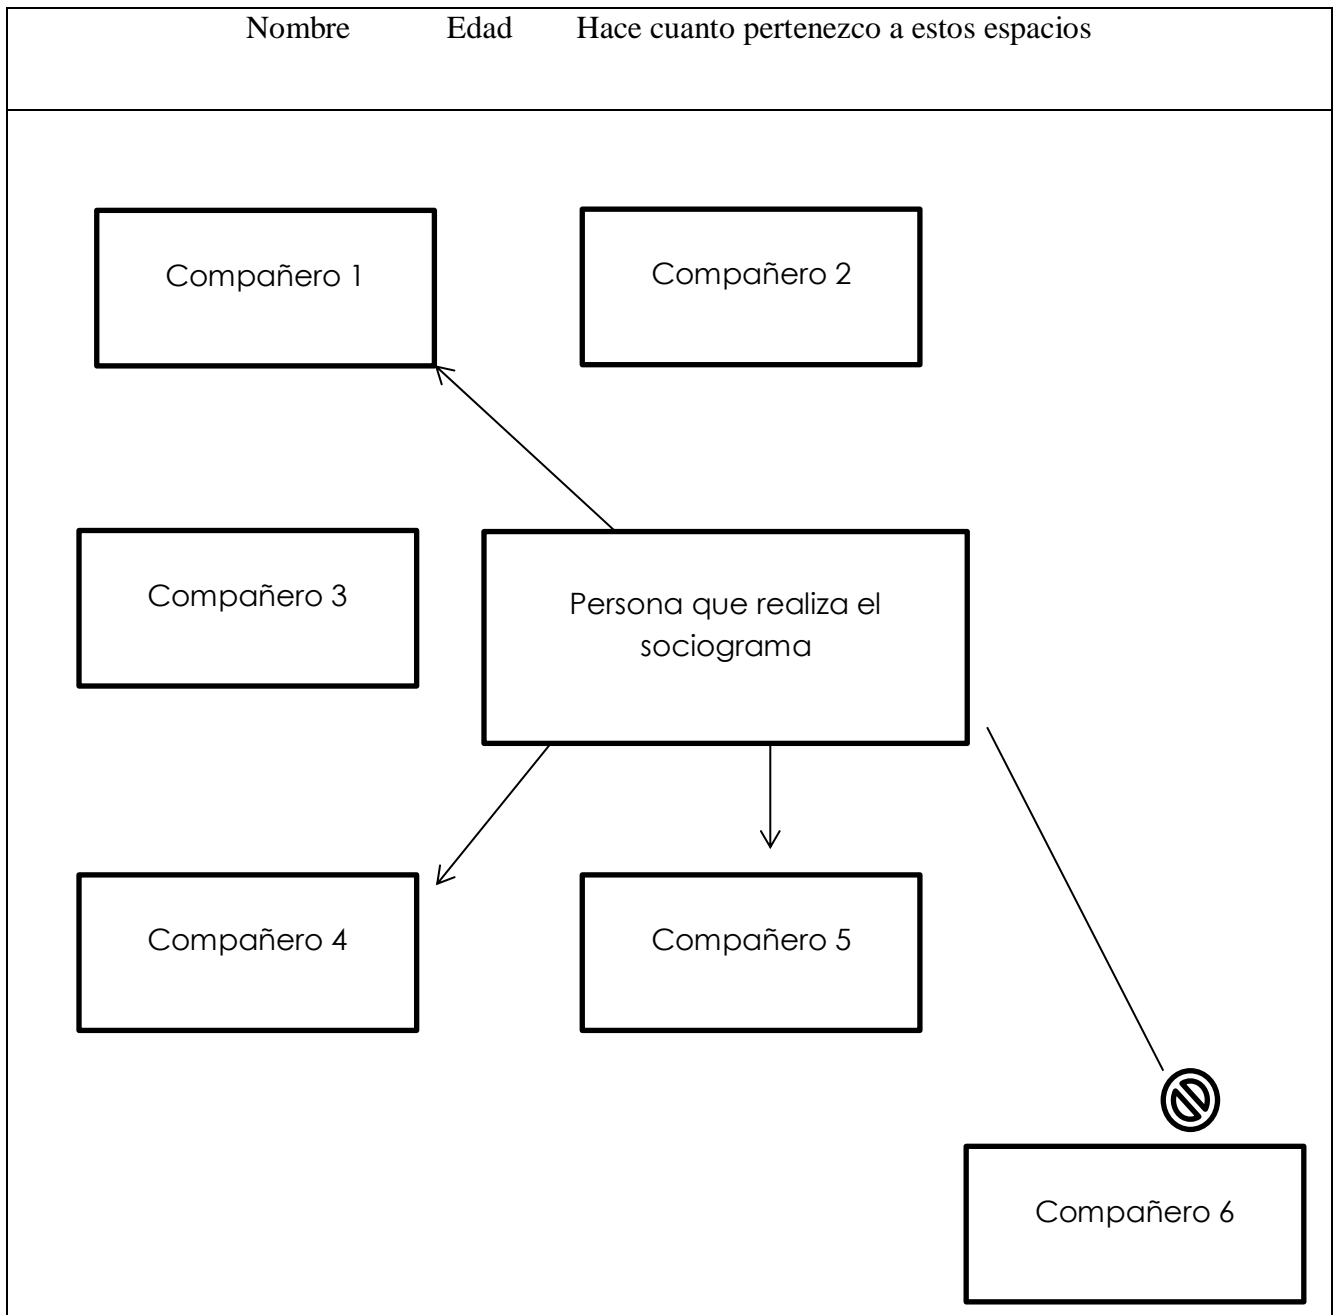 Nombre Edad Hace cuanto pertenezco a estos espacios
Compañero 1
Compañero 2
Compañero 3
Persona que realiza el
sociograma
Compañero 4
Compañero 5
Compañero 6